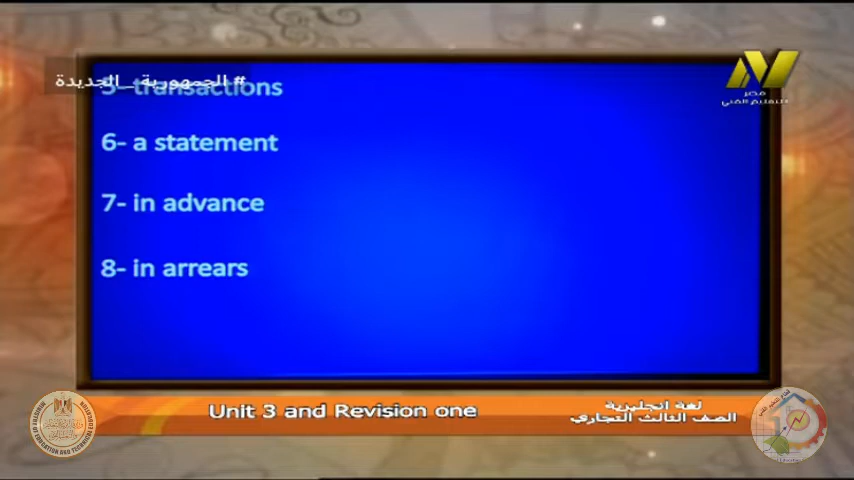 #الجمهورية_الجديدة
5- transactions
6- a statement
7- in advance
8- in arrears
مصر
التعليم الفني
Unit 3 and Revision one
لغة انجليزية
الصف الثالث التجاري